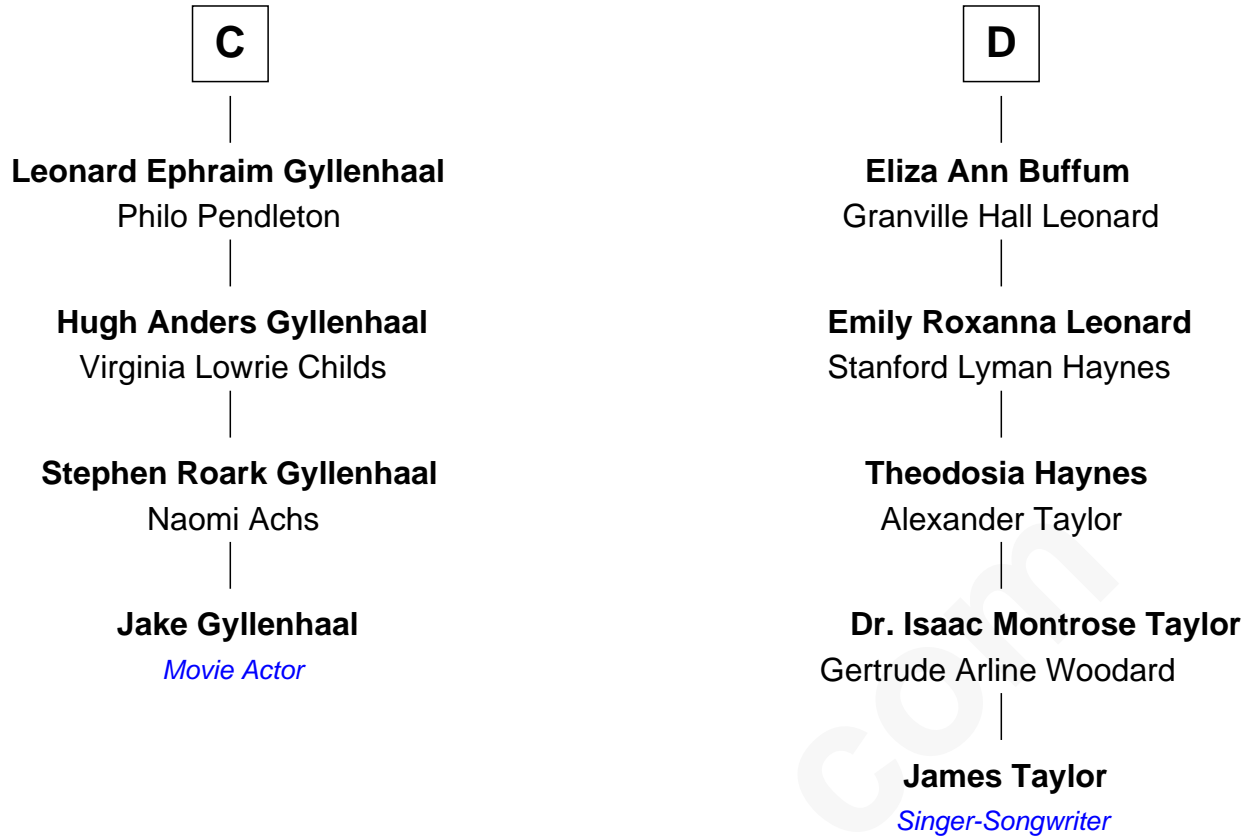 C
Leonard Ephraim Gyllenhaal
Philo Pendleton
Hugh Anders Gyllenhaal
Virginia Lowrie Childs
Stephen Roark Gyllenhaal
Naomi Achs
Jake Gyllenhaal
Movie Actor
D
Eliza Ann Buffum
Granville Hall Leonard
Emily Roxanna Leonard
Stanford Lyman Haynes
Theodosia Haynes
Alexander Taylor
Dr. Isaac Montrose Taylor
Gertrude Arline Woodard
James Taylor
Singer-Songwriter
com